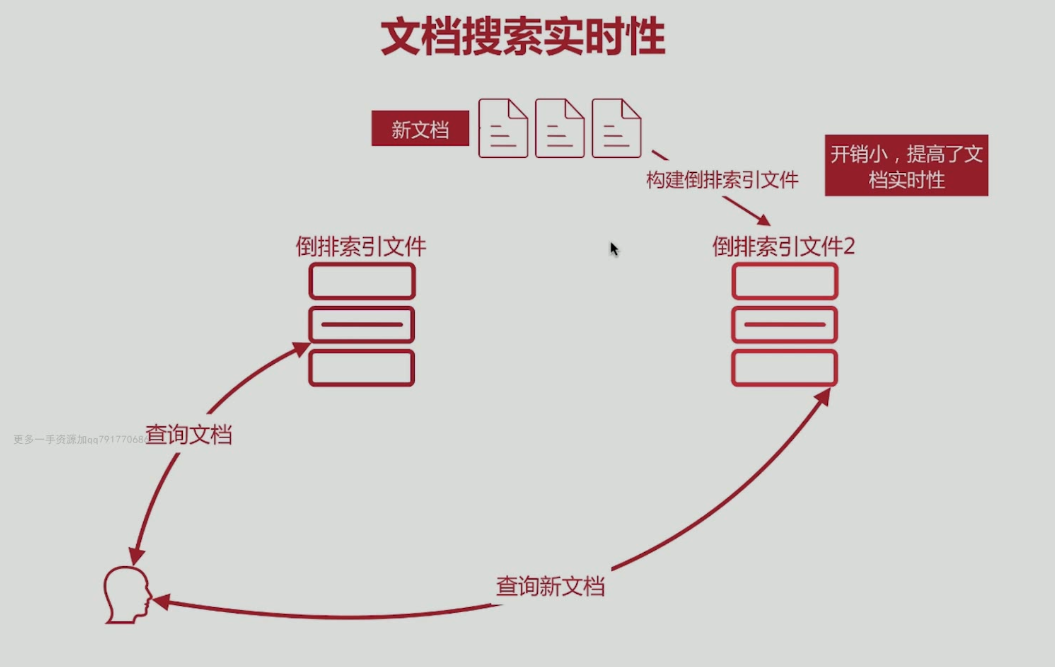 文档搜索实时性
新文档
开销小，提高了文
档实时性
构建倒排索引文件
倒排索引文件
倒排索引文件2
查询文档
更多一手资源加qq7917706
查询新文档